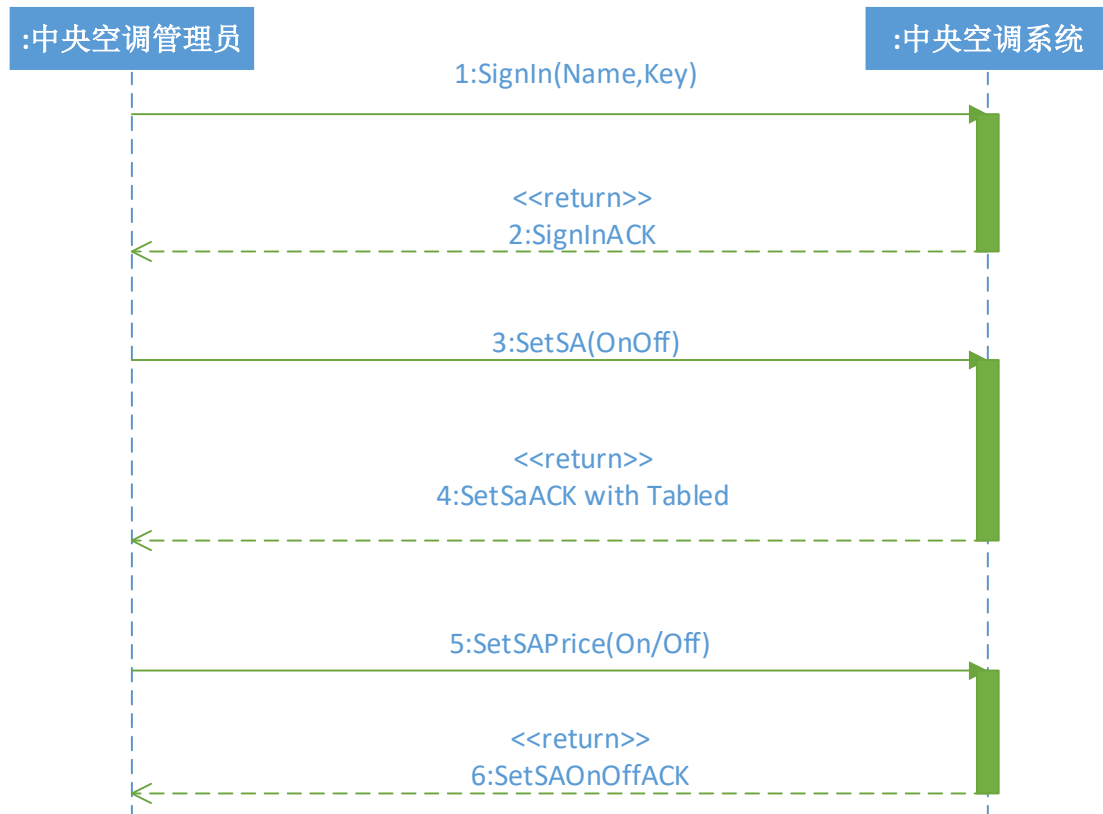 :中央空调管理员
:中央空调系统
1:SignIn(Name,Key)
<<return>>
2:SignInACK
3:SetSA(OnOff)
<<return>>
4:SetSaACK with Tabled
5:SetSAPrice(On/Off)
<<return>>
6:SetSAOnOffACK